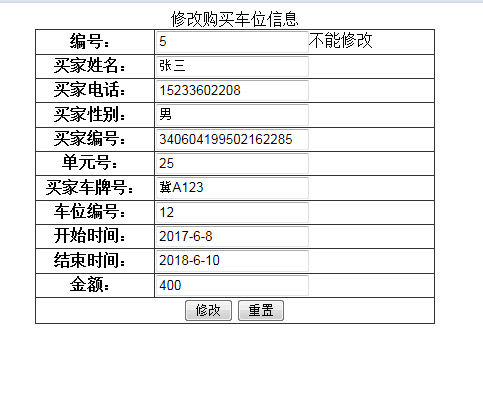 修改购买车位信息
编号： 5 不能修改
买家姓名： 张三
买家电话： 15233602208
买家性别： 男
买家编号： 340604199502162285
单元号： 25
买家车牌号： 冀A123
车位编号： 12
开始时间： 2017-6-8
结束时间： 2018-6-10
金额： 400
修改 重置